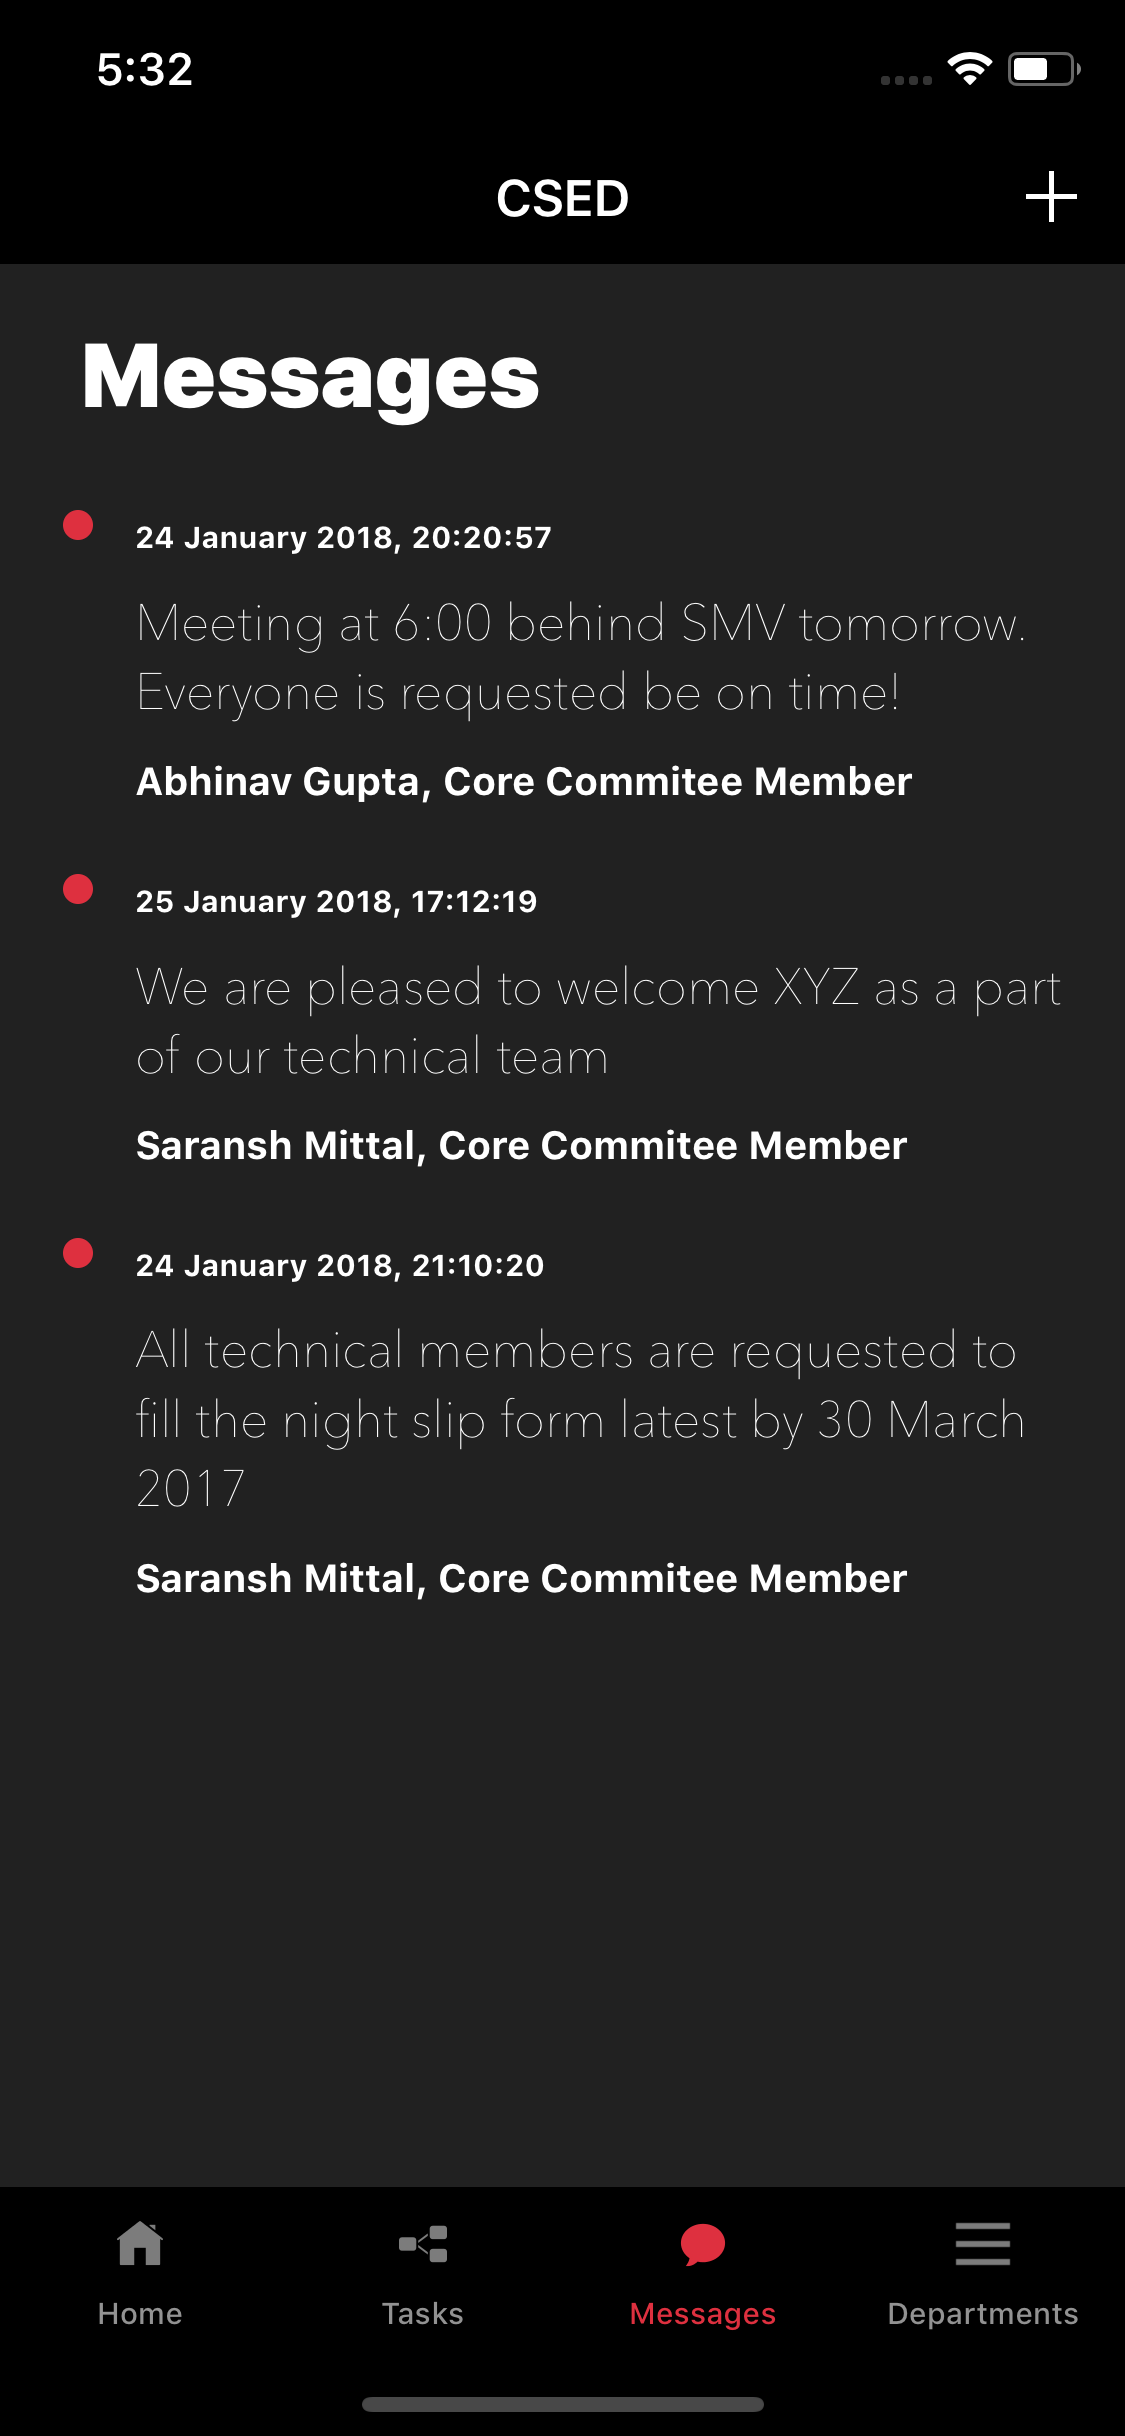 5:32
CSED
Messages
24 January 2018, 20:20:57
Meeting at 6:00 behind SMV tomorrow.
Everyone is requested be on time!
Abhinav Gupta, Core Commitee Member
25 January 2018, 17:12:19
We are pleased to welcome XYZ as a part
of our technical team
Saransh Mittal, Core Commitee Member
24 January 2018, 21:10:20
All technical members are requested to
fill the night slip form latest by 30 March
2017
Saransh Mittal, Core Commitee Member
Home
Tasks
Messages
Departments